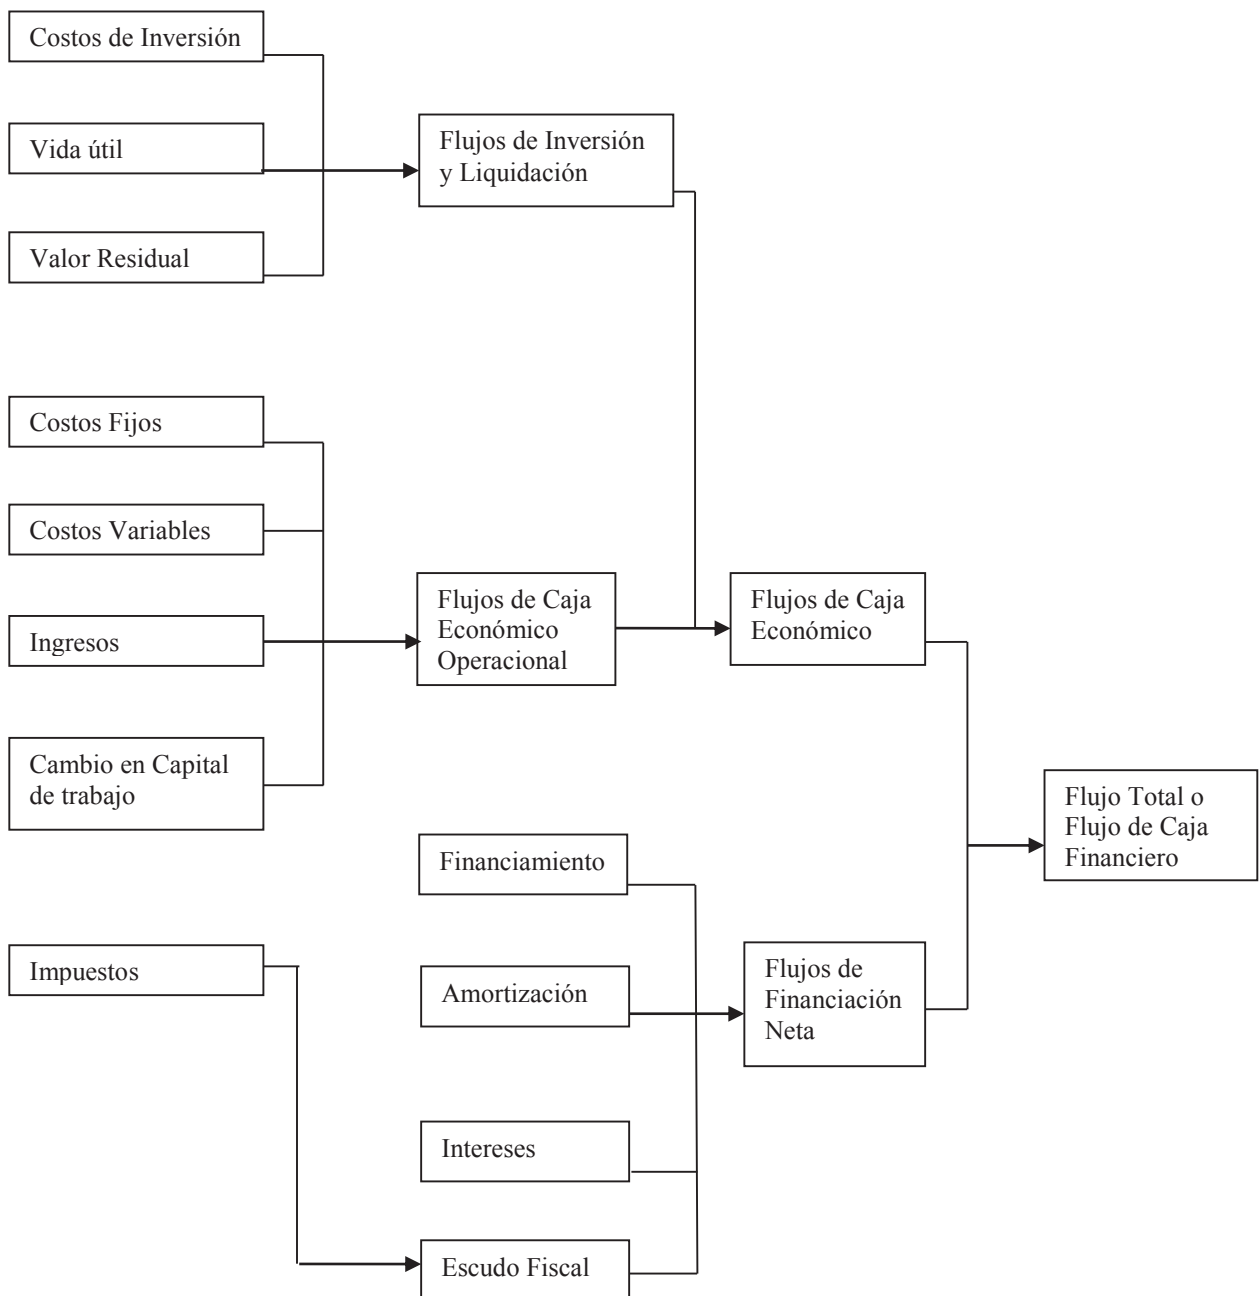 Costos de Inversión
Vida útil
Valor Residual
Flujos de Inversión
y Liquidación
Costos Fijos
Costos Variables
Ingresos
Cambio en Capital
de trabajo
Flujos de Caja
Económico
Operacional
Flujos de Caja
Económico
Impuestos
Financiamiento
Amortización
Intereses
Escudo Fiscal
Flujos de
Financiación
Neta
Flujo Total o
Flujo de Caja
Financiero